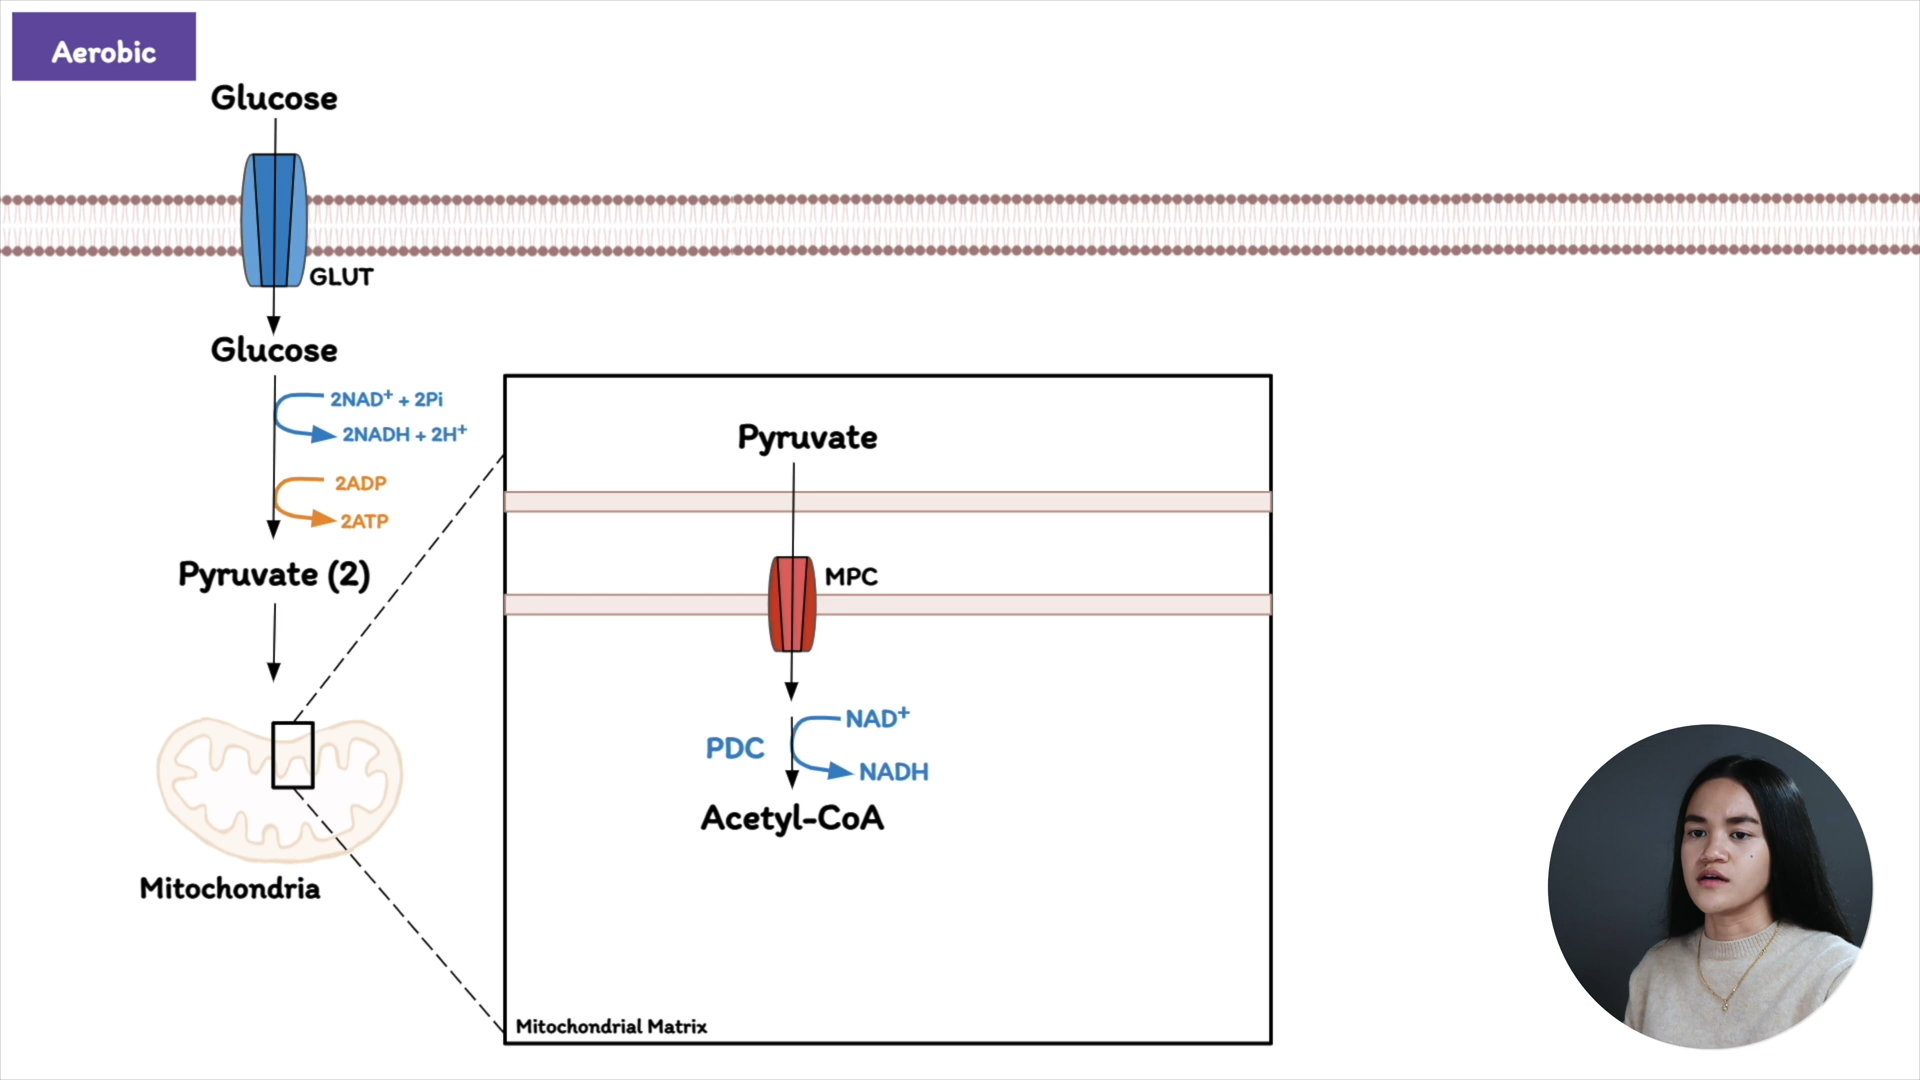 Aerobic
Glucose
GLUT
Glucose
2NAD⁺ + 2Pi
2NADH + 2H⁺
2ADP
2ATP
Pyruvate (2)
Mitochondria
Pyruvate
MPC
NAD⁺
PDC
NADH
Acetyl-CoA
Mitochondrial Matrix